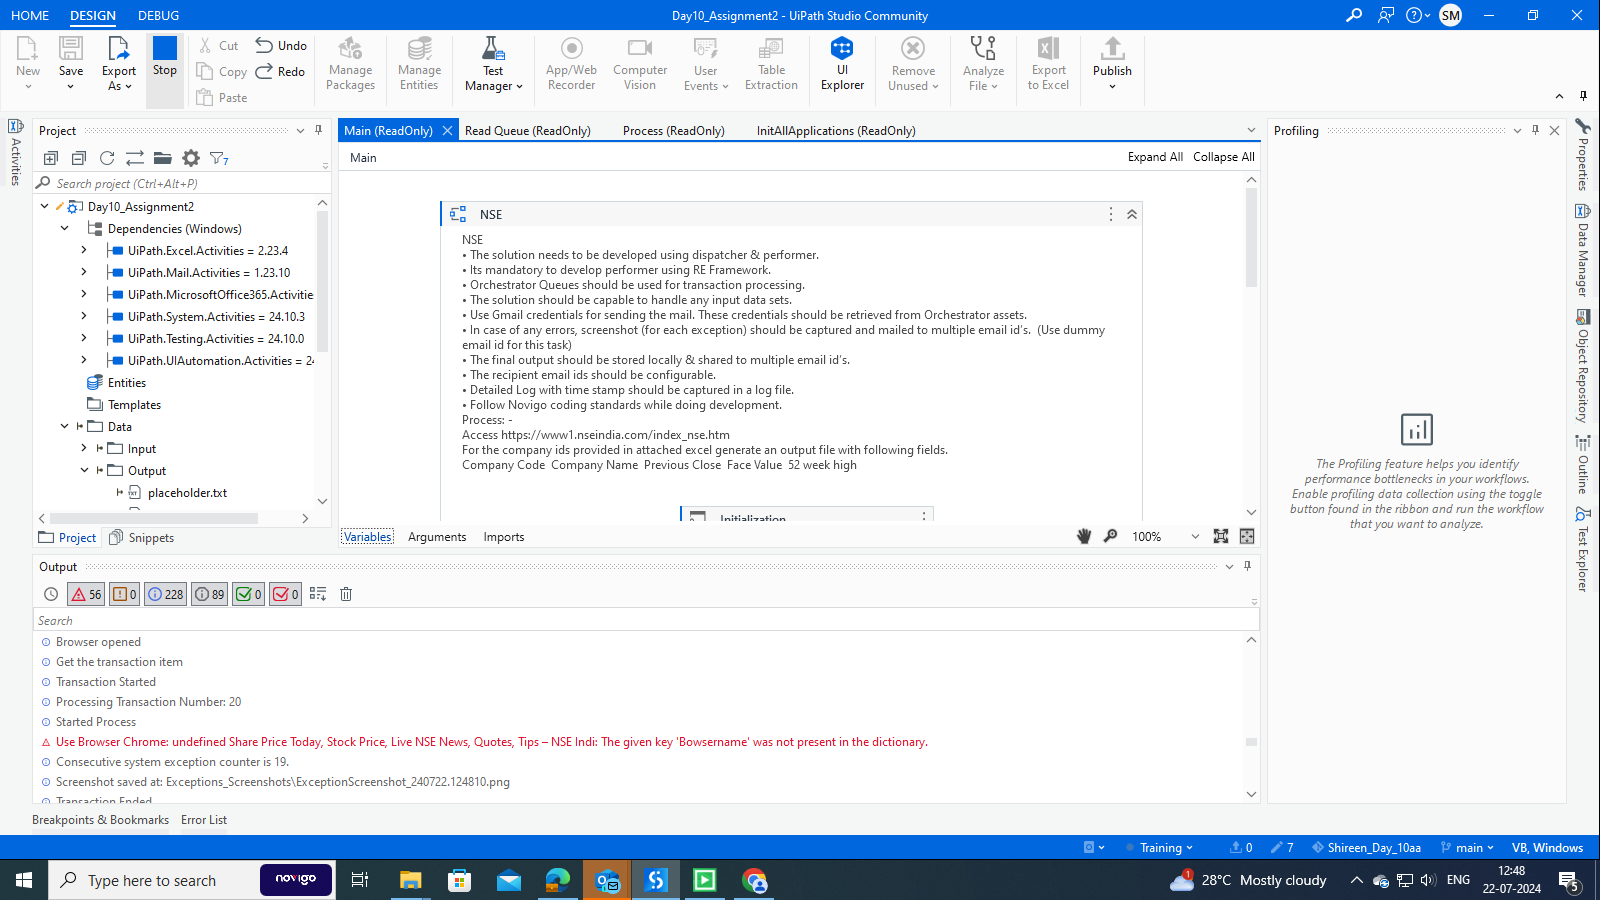 HOME DESIGN DEBUG
Day10_Assignment2 - UiPath Studio Community
SM
New
Save
Export As
Stop
Cut
Copy
Paste
Undo
Redo
Manage Packages
Manage Entities
Test Manager
App/Web Recorder
Computer Vision
User Events
Table Extraction
UI Explorer
Remove Unused
Analyze File
Export to Excel
Publish
Activities
Project
7
Search project (Ctrl+Alt+P)
Day10_Assignment2
Dependencies (Windows)
UiPath.Excel.Activities = 2.23.4
UiPath.Mail.Activities = 1.23.10
UiPath.MicrosoftOffice365.Activitie
UiPath.System.Activities = 24.10.3
UiPath.Testing.Activities = 24.10.0
UiPath.UIAutomation.Activities = 24
Entities
Templates
Data
Input
Output
placeholder.txt
Project Snippets
Main (ReadOnly) Read Queue (ReadOnly) Process (ReadOnly) InitAllApplications (ReadOnly)
Main Expand All Collapse All
NSE
NSE
• The solution needs to be developed using dispatcher & performer.
• Its mandatory to develop performer using RE Framework.
• Orchestrator Queues should be used for transaction processing.
• The solution should be capable to handle any input data sets.
• Use Gmail credentials for sending the mail. These credentials should be retrieved from Orchestrator assets.
• In case of any errors, screenshot (for each exception) should be captured and mailed to multiple email id's.  (Use dummy
email id for this task)
• The final output should be stored locally & shared to multiple email id's.
• The recipient email ids should be configurable.
• Detailed Log with time stamp should be captured in a log file.
• Follow Novigo coding standards while doing development.
Process: -
Access https://www1.nseindia.com/index_nse.htm
For the company ids provided in attached excel generate an output file with following fields.
Company Code  Company Name  Previous Close  Face Value  52 week high
Initialization
Variables Arguments Imports 100%
Profiling
The Profiling feature helps you identify
performance bottlenecks in your workflows.
Enable profiling data collection using the toggle
button found in the ribbon and run the workflow
that you want to analyze.
Properties
Data Manager
Object Repository
Outline
Test Explorer
Output
56 0 228 89 0 0
Search
Browser opened
Get the transaction item
Transaction Started
Processing Transaction Number: 20
Started Process
Use Browser Chrome: undefined Share Price Today, Stock Price, Live NSE News, Quotes, Tips – NSE Indi: The given key 'Bowsername' was not present in the dictionary.
Consecutive system exception counter is 19.
Screenshot saved at: Exceptions_Screenshots\ExceptionScreenshot_240722.124810.png
Transaction Ended
Breakpoints & Bookmarks Error List
Training 0 7 Shireen_Day_10aa main VB, Windows
Type here to search
novigo
1
28°C Mostly cloudy
ENG
12:48
22-07-2024
5